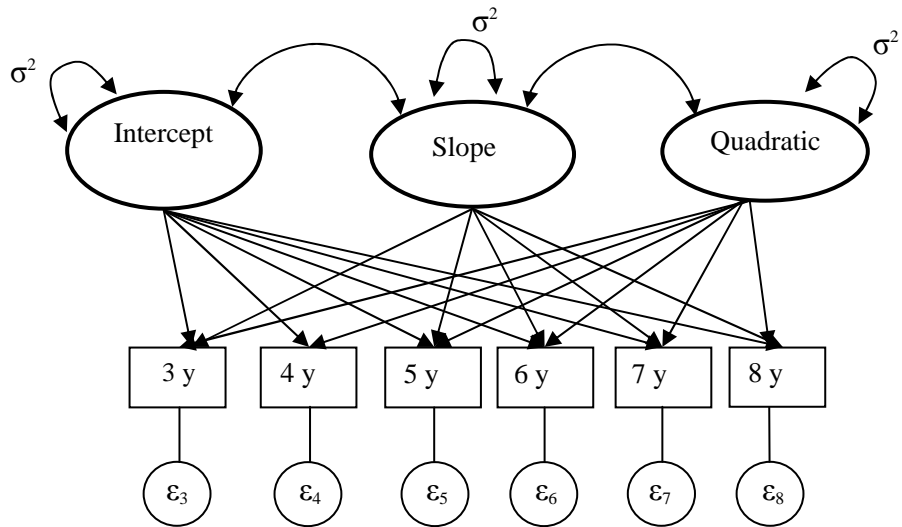 σ²
σ²
σ²
Intercept
Slope
Quadratic
3 y
4 y
5 y
6 y
7 y
8 y
ε₃
ε₄
ε₅
ε₆
ε₇
ε₈